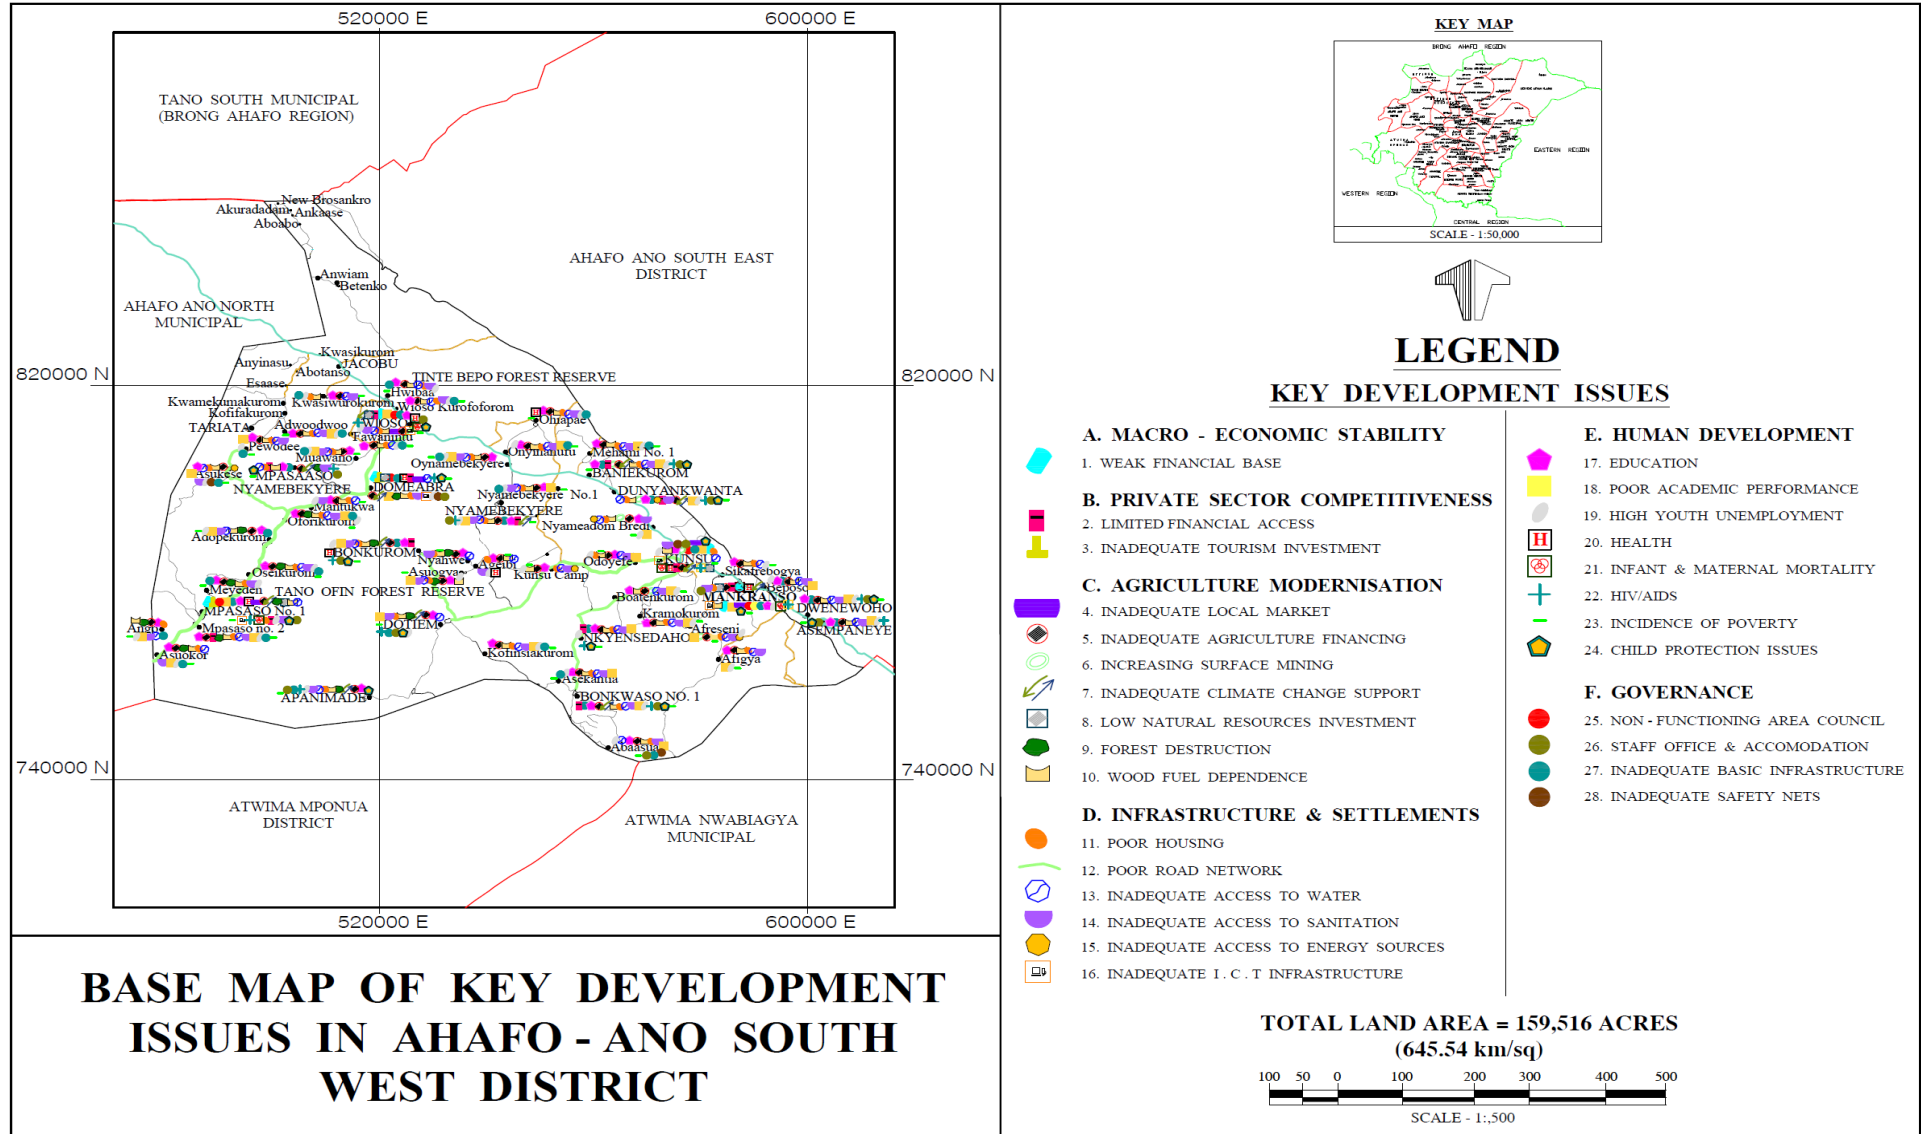 520000 E
600000 E
TANO SOUTH MUNICIPAL
(BRONG AHAFO REGION)
New Brosankro
Akuradadam
Ankaase
Aboabo
AHAFO ANO SOUTH EAST
DISTRICT
Anwiam
Betenko
AHAFO ANO NORTH
MUNICIPAL
Kwasikurom
Anyinasu
JACOBU
Abotanso
820000 N
820000 N
TINTE BEPO FOREST RESERVE
Esaase
Hwibaa
Kwamekumakurom
Kwasiwurokurom
Wioso Kurofoforom
Kofifakurom
Ohiapae
TARIATA
Adwoodwoo
WIOSO
Fawanintu
Pewodee
Muawano
Onyinanufu
Mehami No. 1
Oynamebekyere
Asukese
MPASAASO
BANIEKUROM
NYAMEBEKYERE
DOMEABRA
Nyamebekyere No.1
DUNYANKWANTA
Mantukwa
NYAMEBEKYERE
Oforikurom
Nyameadom Bredi
Adopekurom
BONKUROM
Nyahwe
Ageibi
Odoyefe
KUNSU
Oseikurom
Asuogya
Kunsu Camp
Sikafrebogya
Meyeden
TANO OFIN FOREST RESERVE
Beposo
Boatenkurom
MANKRANSO
MPASASO No. 1
Kramokurom
DWENEWOHO
Angu
Mpasaso no. 2
DOTIEM
NKYENSEDAHO
Afreseni
ASEMPANEYE
Asuokor
Kofinsiakurom
Afigya
Asekanua
APANIMADE
BONKWASO NO. 1
Abaasua
740000 N
740000 N
ATWIMA MPONUA
DISTRICT
ATWIMA NWABIAGYA
MUNICIPAL
520000 E
600000 E
BASE MAP OF KEY DEVELOPMENT
ISSUES IN AHAFO - ANO SOUTH
WEST DISTRICT
KEY MAP
BRONG AHAFO REGION
EASTERN REGION
WESTERN REGION
CENTRAL REGION
SCALE - 1:50,000
LEGEND
KEY DEVELOPMENT ISSUES
A. MACRO - ECONOMIC STABILITY
1. WEAK FINANCIAL BASE
B. PRIVATE SECTOR COMPETITIVENESS
2. LIMITED FINANCIAL ACCESS
3. INADEQUATE TOURISM INVESTMENT
C. AGRICULTURE MODERNISATION
4. INADEQUATE LOCAL MARKET
5. INADEQUATE AGRICULTURE FINANCING
6. INCREASING SURFACE MINING
7. INADEQUATE CLIMATE CHANGE SUPPORT
8. LOW NATURAL RESOURCES INVESTMENT
9. FOREST DESTRUCTION
10. WOOD FUEL DEPENDENCE
D. INFRASTRUCTURE & SETTLEMENTS
11. POOR HOUSING
12. POOR ROAD NETWORK
13. INADEQUATE ACCESS TO WATER
14. INADEQUATE ACCESS TO SANITATION
15. INADEQUATE ACCESS TO ENERGY SOURCES
16. INADEQUATE I . C . T INFRASTRUCTURE
E. HUMAN DEVELOPMENT
17. EDUCATION
18. POOR ACADEMIC PERFORMANCE
19. HIGH YOUTH UNEMPLOYMENT
H
20. HEALTH
21. INFANT & MATERNAL MORTALITY
22. HIV/AIDS
23. INCIDENCE OF POVERTY
24. CHILD PROTECTION ISSUES
F. GOVERNANCE
25. NON - FUNCTIONING AREA COUNCIL
26. STAFF OFFICE & ACCOMODATION
27. INADEQUATE BASIC INFRASTRUCTURE
28. INADEQUATE SAFETY NETS
TOTAL LAND AREA = 159,516 ACRES
(645.54 km/sq)
100 50 0 100 200 300 400 500
SCALE - 1:,500